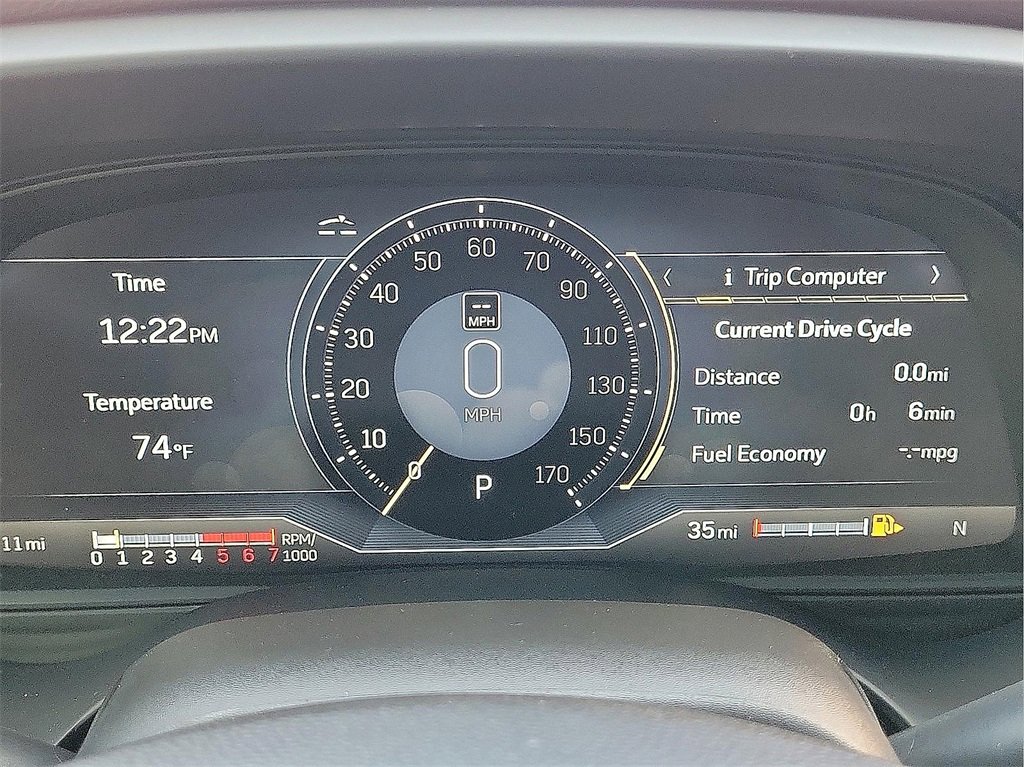 Time
12:22PM
Temperature
74°F
0
10
20
30
40
50
60
70
90
110
130
150
170
--
MPH
0
MPH
P
i Trip Computer
Current Drive Cycle
Distance 0.0mi
Time 0h 6min
Fuel Economy -.-mpg
11mi
0 1 2 3 4 5 6 7
RPM/
1000
35mi
N